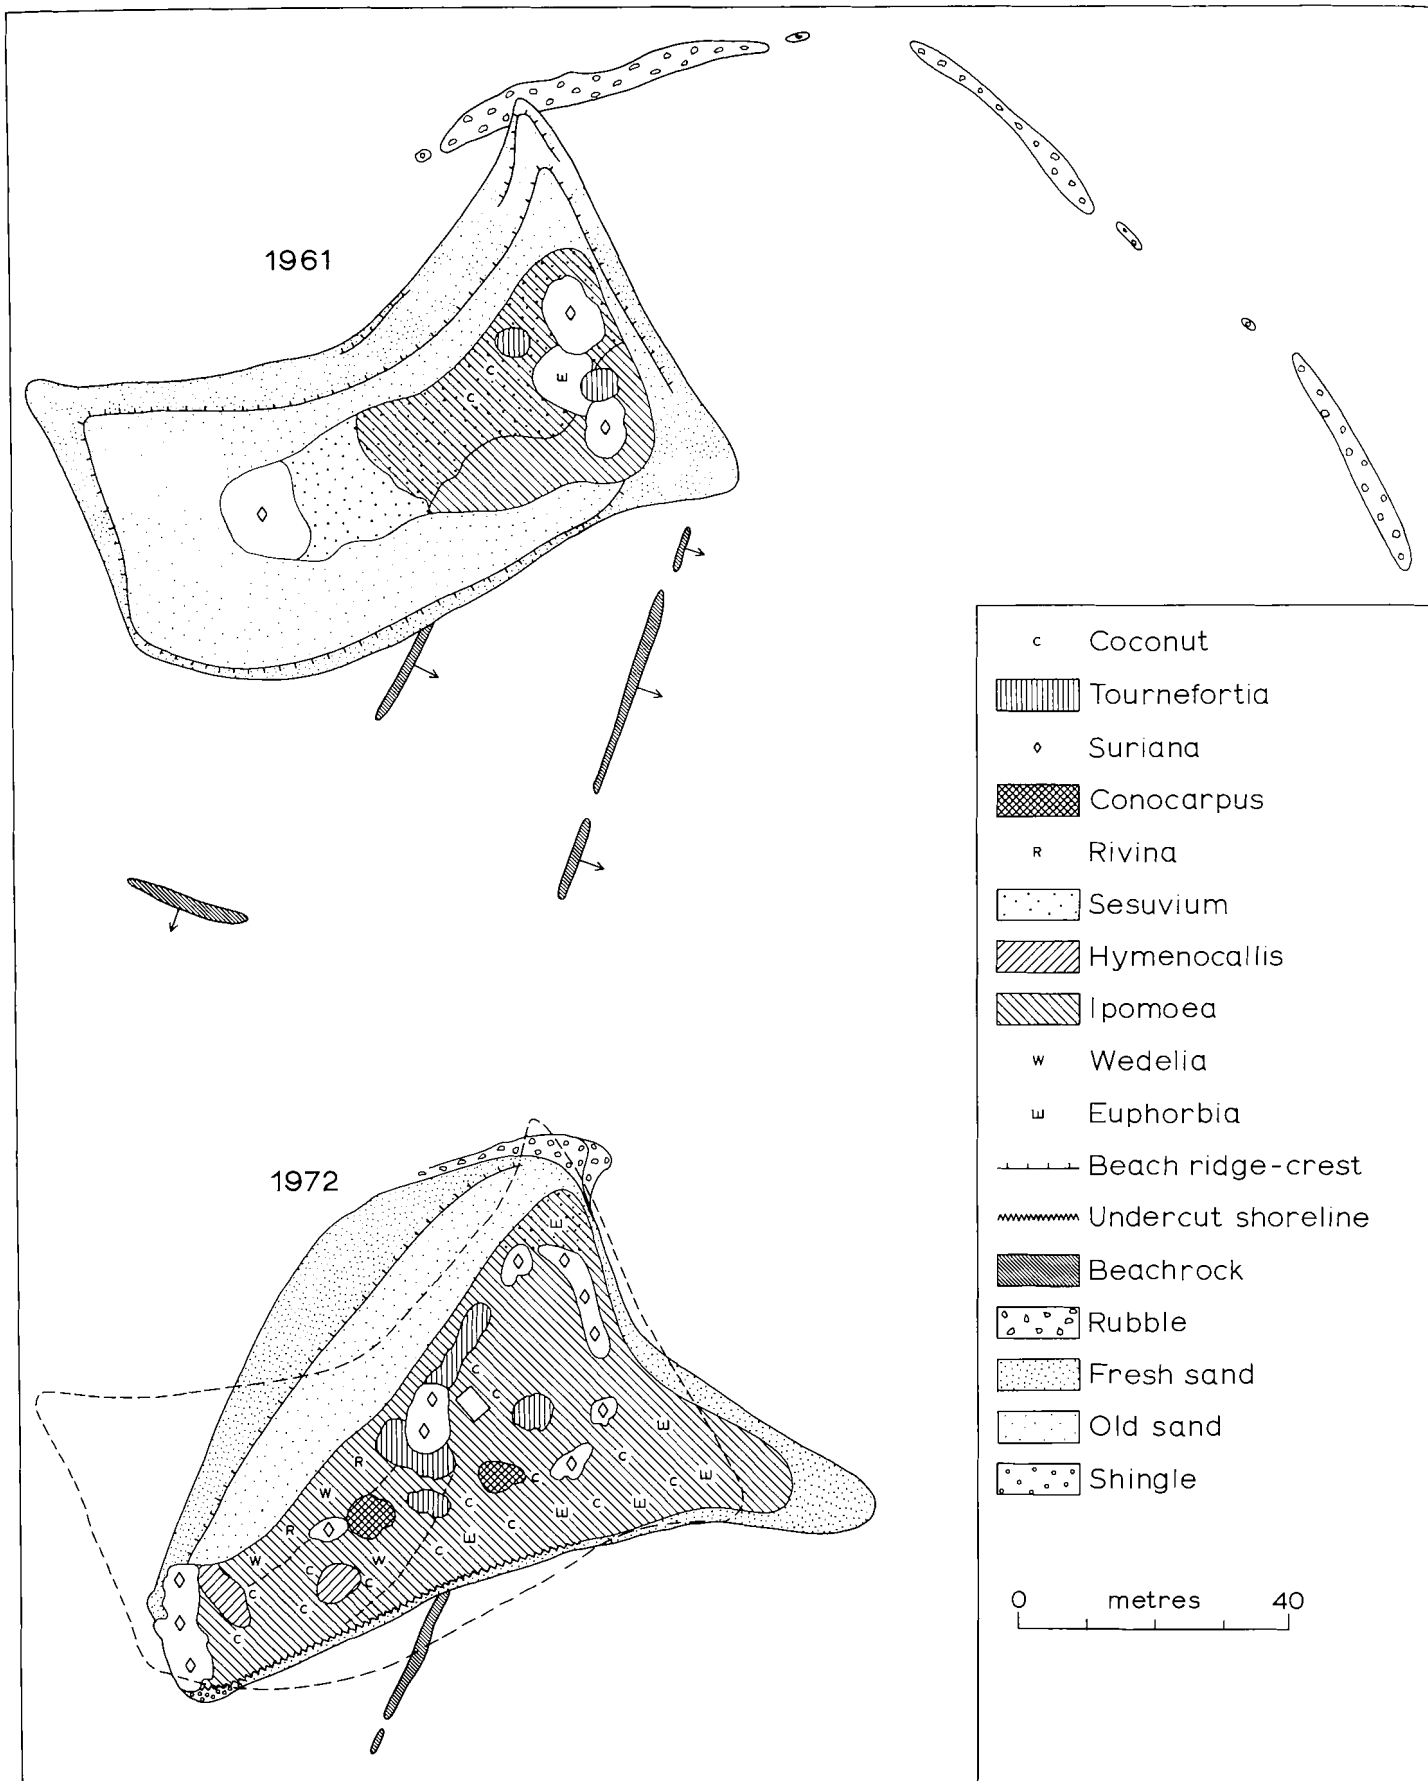 1961
C
E
C
Coconut
Tournefortia
Suriana
Conocarpus
R Rivina
Sesuvium
Hymenocallis
Ipomoea
W Wedelia
E Euphorbia
Beach ridge-crest
Undercut shoreline
Beachrock
Rubble
Fresh sand
Old sand
Shingle
0 metres 40
1972
E
C
C
E
R
C
C
C
E
W
C
E
C
E
R
C
E
W
W
C
C
C
C
C
C